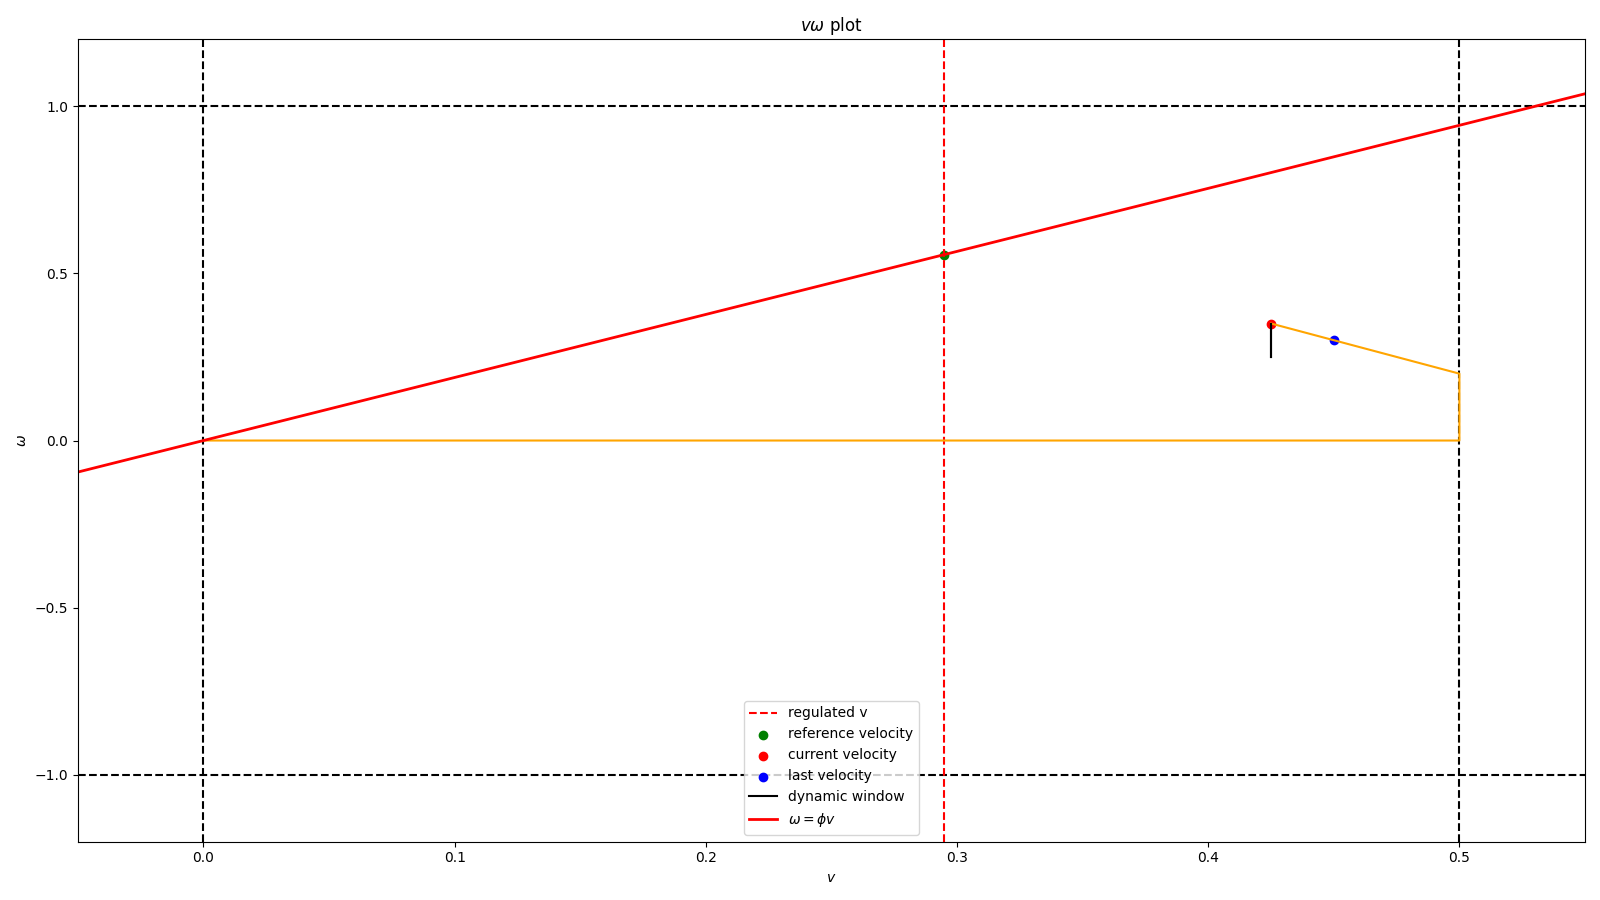 vω plot
1.0
0.5
0.0
−0.5
−1.0
ω
0.0
0.1
0.2
0.3
0.4
0.5
v
regulated v
reference velocity
current velocity
last velocity
dynamic window
ω = ϕv